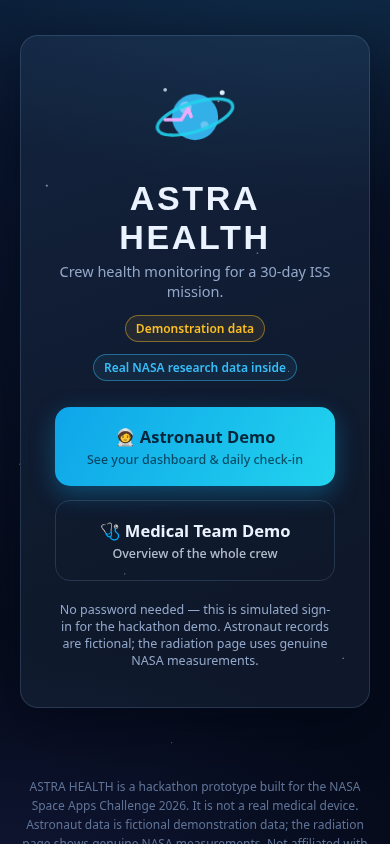 ASTRA
HEALTH
Crew health monitoring for a 30-day ISS
mission.
Demonstration data
Real NASA research data inside
Astronaut Demo
See your dashboard & daily check-in
Medical Team Demo
Overview of the whole crew
No password needed — this is simulated sign-
in for the hackathon demo. Astronaut records
are fictional; the radiation page uses genuine
NASA measurements.
ASTRA HEALTH is a hackathon prototype built for the NASA
Space Apps Challenge 2026. It is not a real medical device.
Astronaut data is fictional demonstration data; the radiation
page shows genuine NASA measurements. Not affiliated with